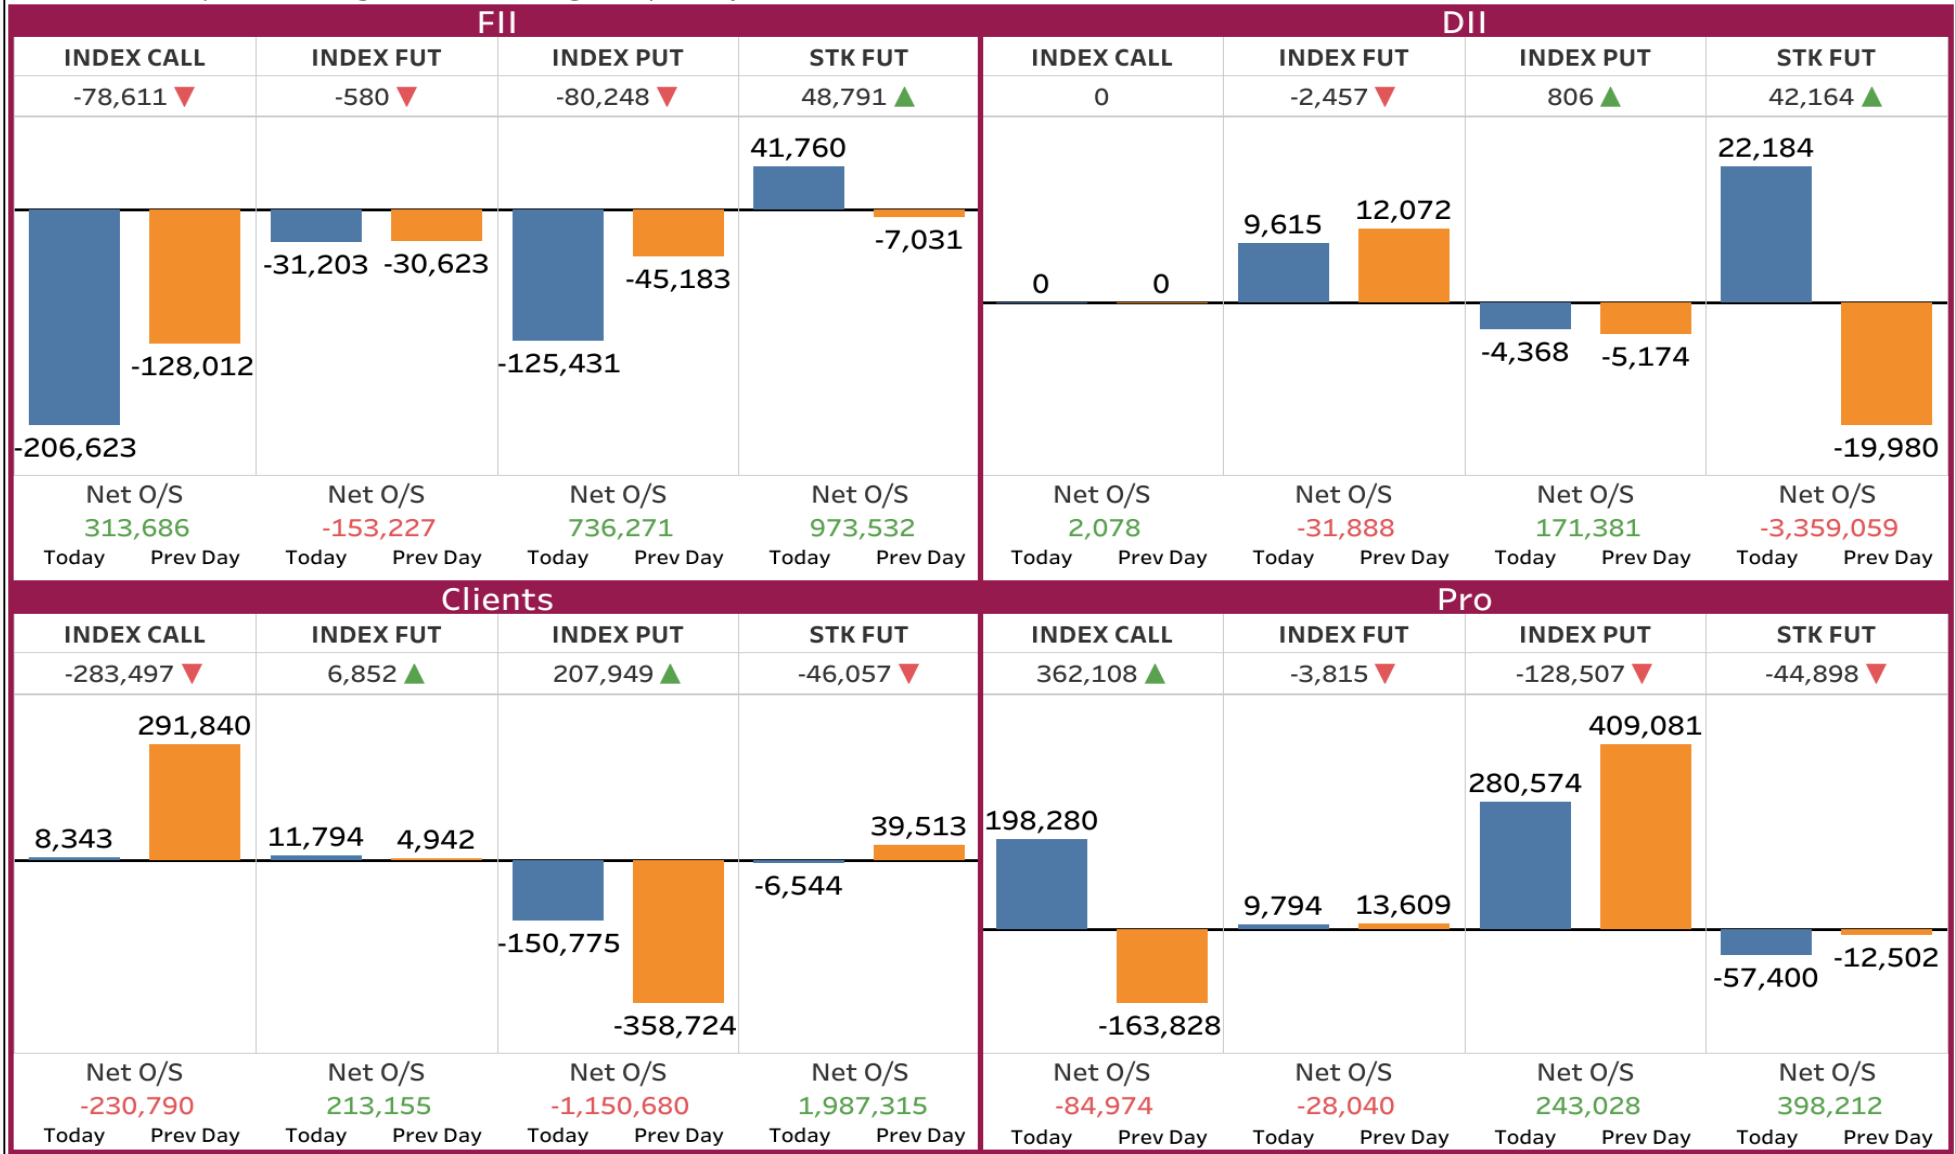 FII
INDEX CALL INDEX FUT INDEX PUT STK FUT
-78,611 ▼ -580 ▼ -80,248 ▼ 48,791 ▲
41,760
-7,031
-31,203 -30,623
-45,183
-128,012
-125,431
-206,623
Net O/S Net O/S Net O/S Net O/S
313,686 -153,227 736,271 973,532
Today Prev Day Today Prev Day Today Prev Day Today Prev Day
DII
INDEX CALL INDEX FUT INDEX PUT STK FUT
0 -2,457 ▼ 806 ▲ 42,164 ▲
22,184
9,615 12,072
0 0
-4,368 -5,174
-19,980
Net O/S Net O/S Net O/S Net O/S
2,078 -31,888 171,381 -3,359,059
Today Prev Day Today Prev Day Today Prev Day Today Prev Day
Clients
INDEX CALL INDEX FUT INDEX PUT STK FUT
-283,497 ▼ 6,852 ▲ 207,949 ▲ -46,057 ▼
291,840
8,343 11,794 4,942 39,513
-6,544
-150,775
-358,724
Net O/S Net O/S Net O/S Net O/S
-230,790 213,155 -1,150,680 1,987,315
Today Prev Day Today Prev Day Today Prev Day Today Prev Day
Pro
INDEX CALL INDEX FUT INDEX PUT STK FUT
362,108 ▲ -3,815 ▼ -128,507 ▼ -44,898 ▼
409,081
280,574
198,280
9,794 13,609
-57,400 -12,502
-163,828
Net O/S Net O/S Net O/S Net O/S
-84,974 -28,040 243,028 398,212
Today Prev Day Today Prev Day Today Prev Day Today Prev Day